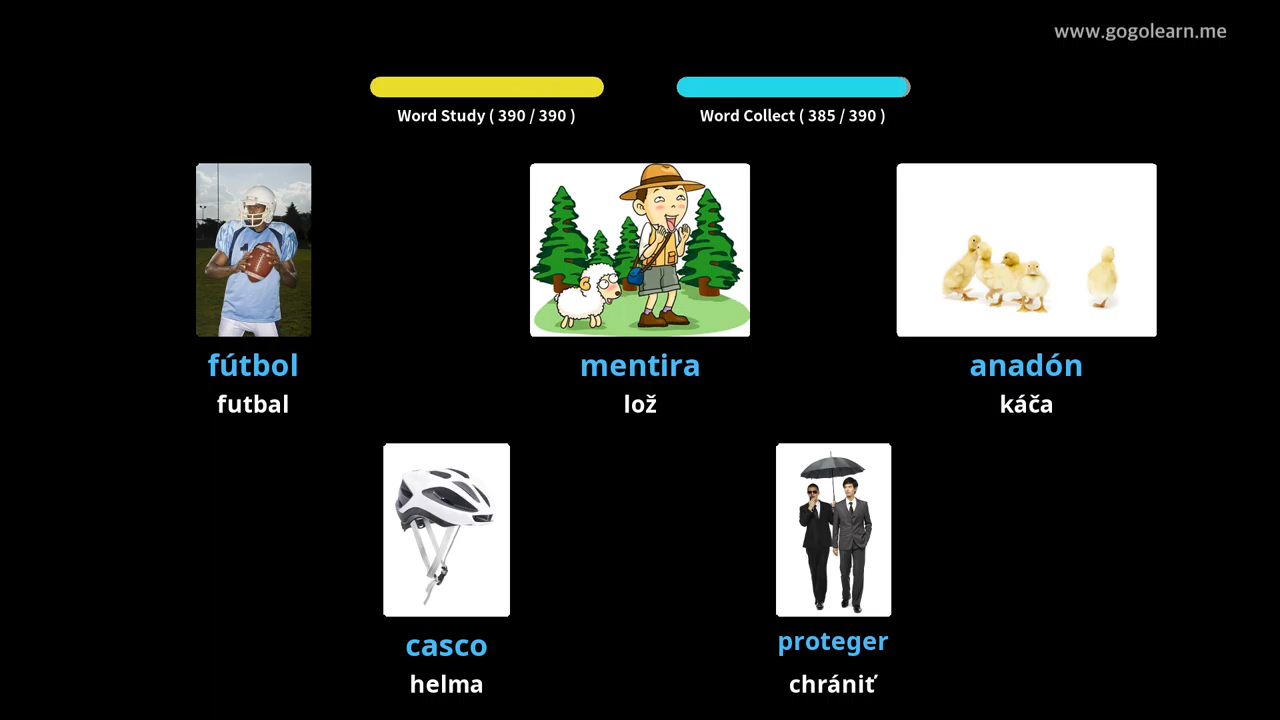 www.gogolearn.me
Word Study ( 390 / 390 )
Word Collect ( 385 / 390 )
fútbol
futbal
mentira
lož
anadón
káča
casco
helma
proteger
chrániť